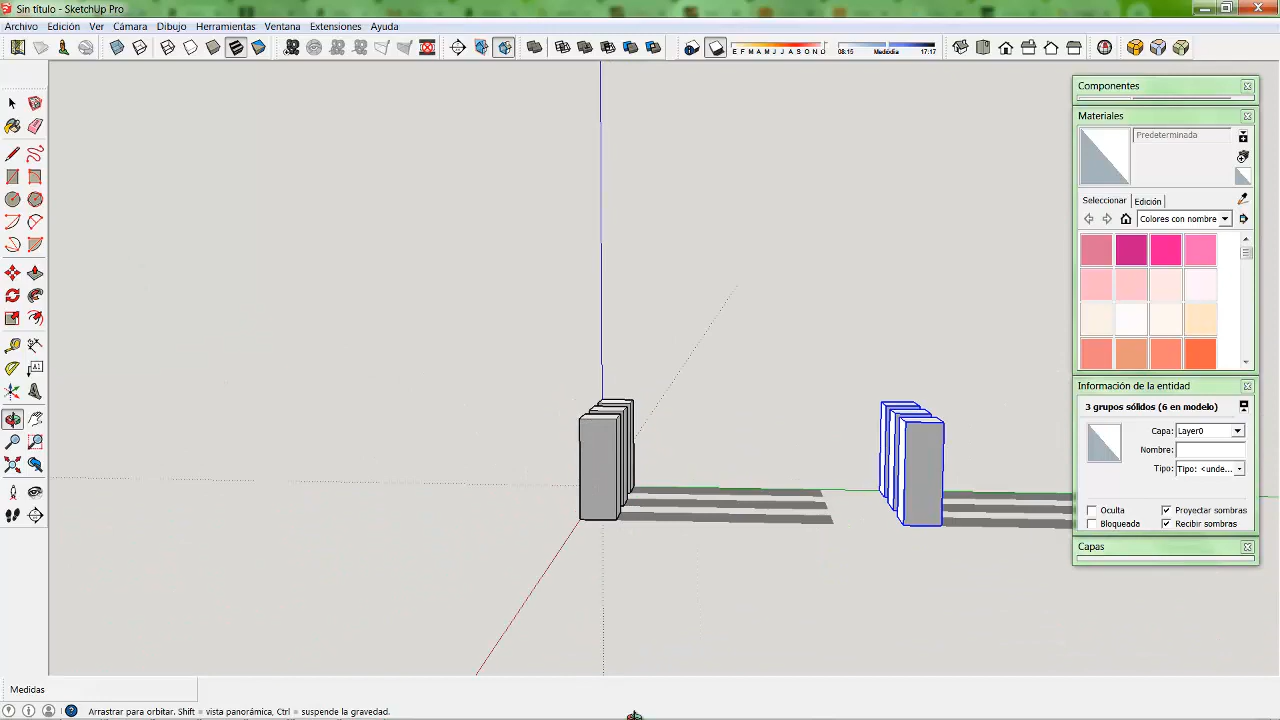 Sin título - SketchUp Pro
Archivo Edición Ver Cámara Dibujo Herramientas Ventana Extensiones Ayuda
E F M A M J J A S O N D 08:15 Mediodía 17:17
Componentes
Materiales
Predeterminada
Seleccionar Edición
Colores con nombre
Información de la entidad
3 grupos sólidos (6 en modelo)
Capa: Layer0
Nombre:
Tipo: Tipo: <unde...
Oculta Proyectar sombras
Bloqueada Recibir sombras
Capas
A1
Medidas
Arrastrar para orbitar. Shift = vista panorámica, Ctrl = suspende la gravedad.